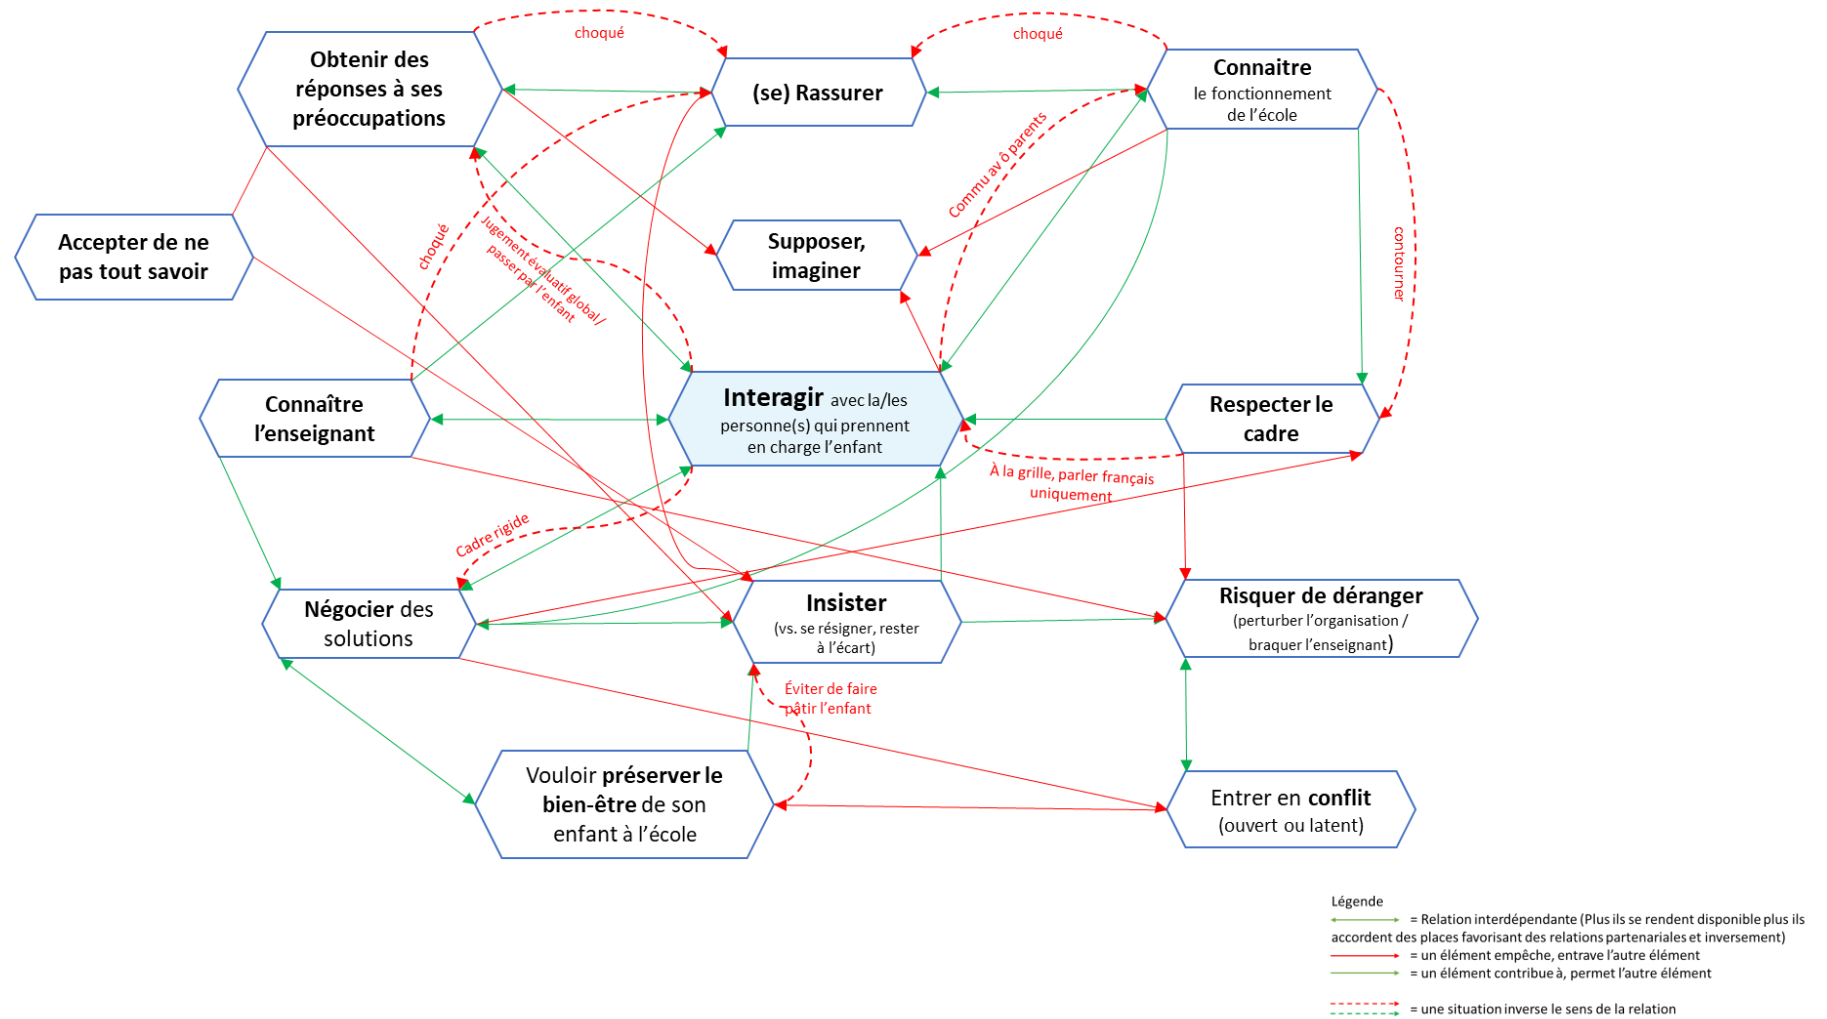 choqué
choqué
Obtenir des
réponses à ses
préoccupations
(se) Rassurer
Connaitre
le fonctionnement
de l'école
Commu av ô parents
Accepter de ne
pas tout savoir
choqué
Jugement évaluatif global/
passer par l'enfant
Supposer,
imaginer
contourner
Connaître
l'enseignant
Interagir avec la/les
personne(s) qui prennent
en charge l'enfant
Respecter le
cadre
À la grille, parler français
uniquement
Cadre rigide
Négocier des
solutions
Insister
(vs. se résigner, rester
à l'écart)
Risquer de déranger
(perturber l'organisation /
braquer l'enseignant)
Éviter de faire
pâtir l'enfant
Vouloir préserver le
bien-être de son
enfant à l'école
Entrer en conflit
(ouvert ou latent)
Légende
= Relation interdépendante (Plus ils se rendent disponible plus ils
accordent des places favorisant des relations partenariales et inversement)
= un élément empêche, entrave l'autre élément
= un élément contribue à, permet l'autre élément
= une situation inverse le sens de la relation